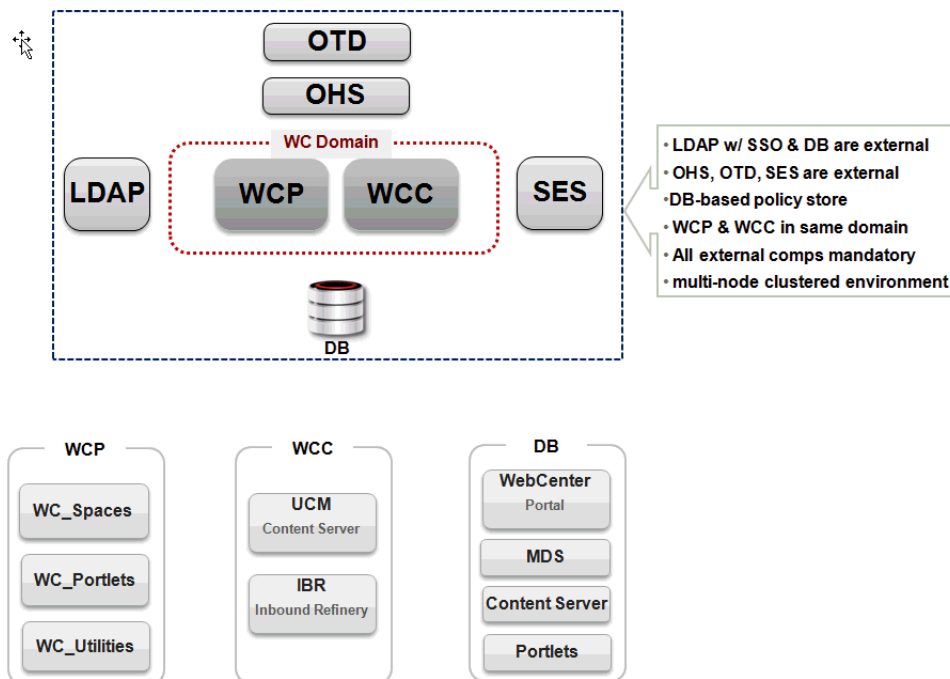 OTD
OHS
WC Domain
LDAP
WCP
WCC
SES
DB
• LDAP w/ SSO & DB are external
• OHS, OTD, SES are external
•DB-based policy store
• WCP & WCC in same domain
• All external comps mandatory
• multi-node clustered environment
WCP
WC_Spaces
WC_Portlets
WC_Utilities
WCC
UCM
Content Server
IBR
Inbound Refinery
DB
WebCenter
Portal
MDS
Content Server
Portlets